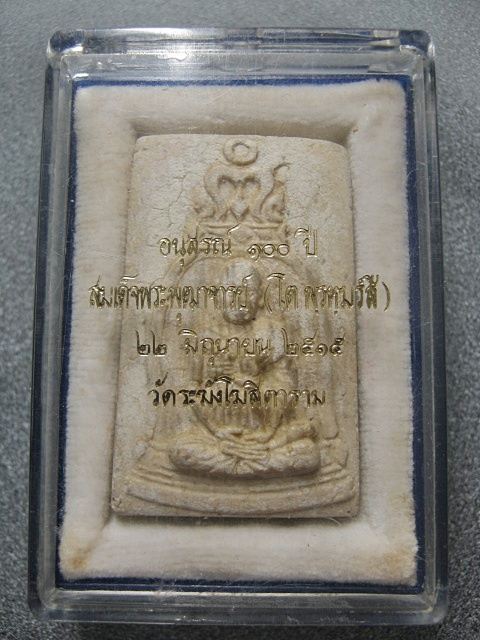 อนุสรณ์ ๑๐๐ ปี
สมเด็จพระพุฒาจารย์ (โต พฺรหฺมรํสี)
๒๒ มิถุนายน ๒๕๑๕
วัดระฆังโฆสิตาราม